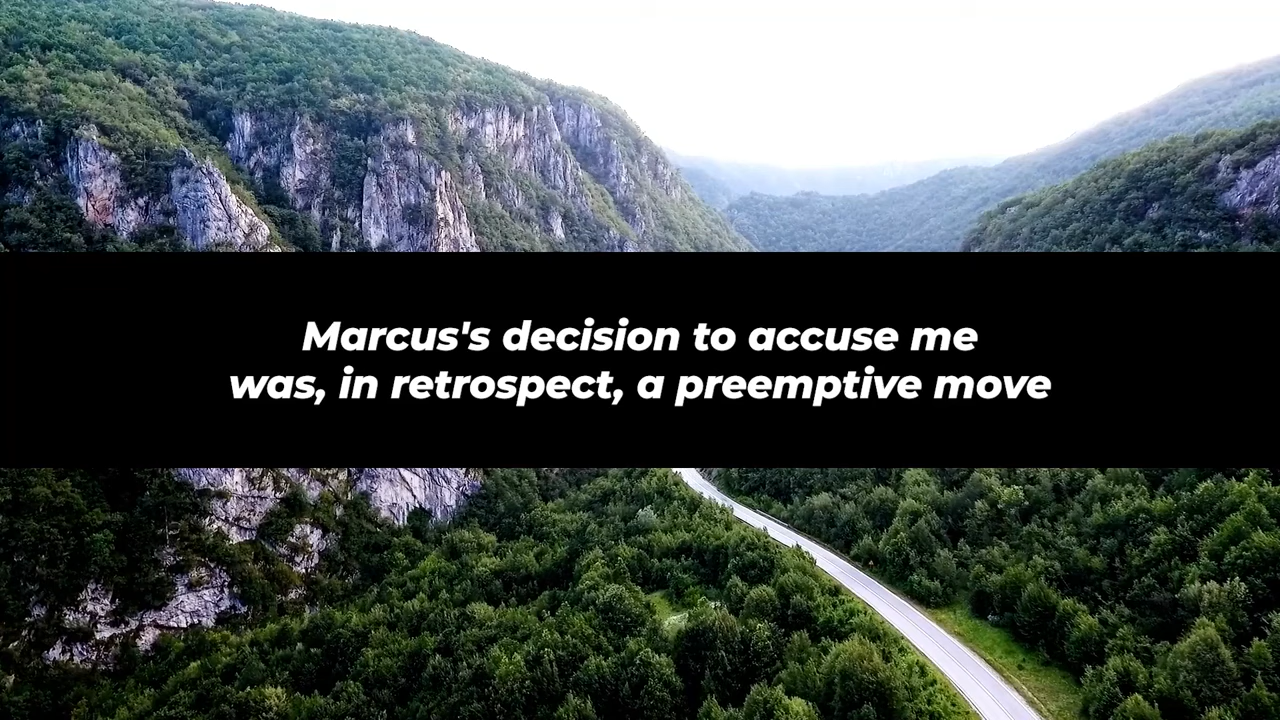 Marcus's decision to accuse me
was, in retrospect, a preemptive move